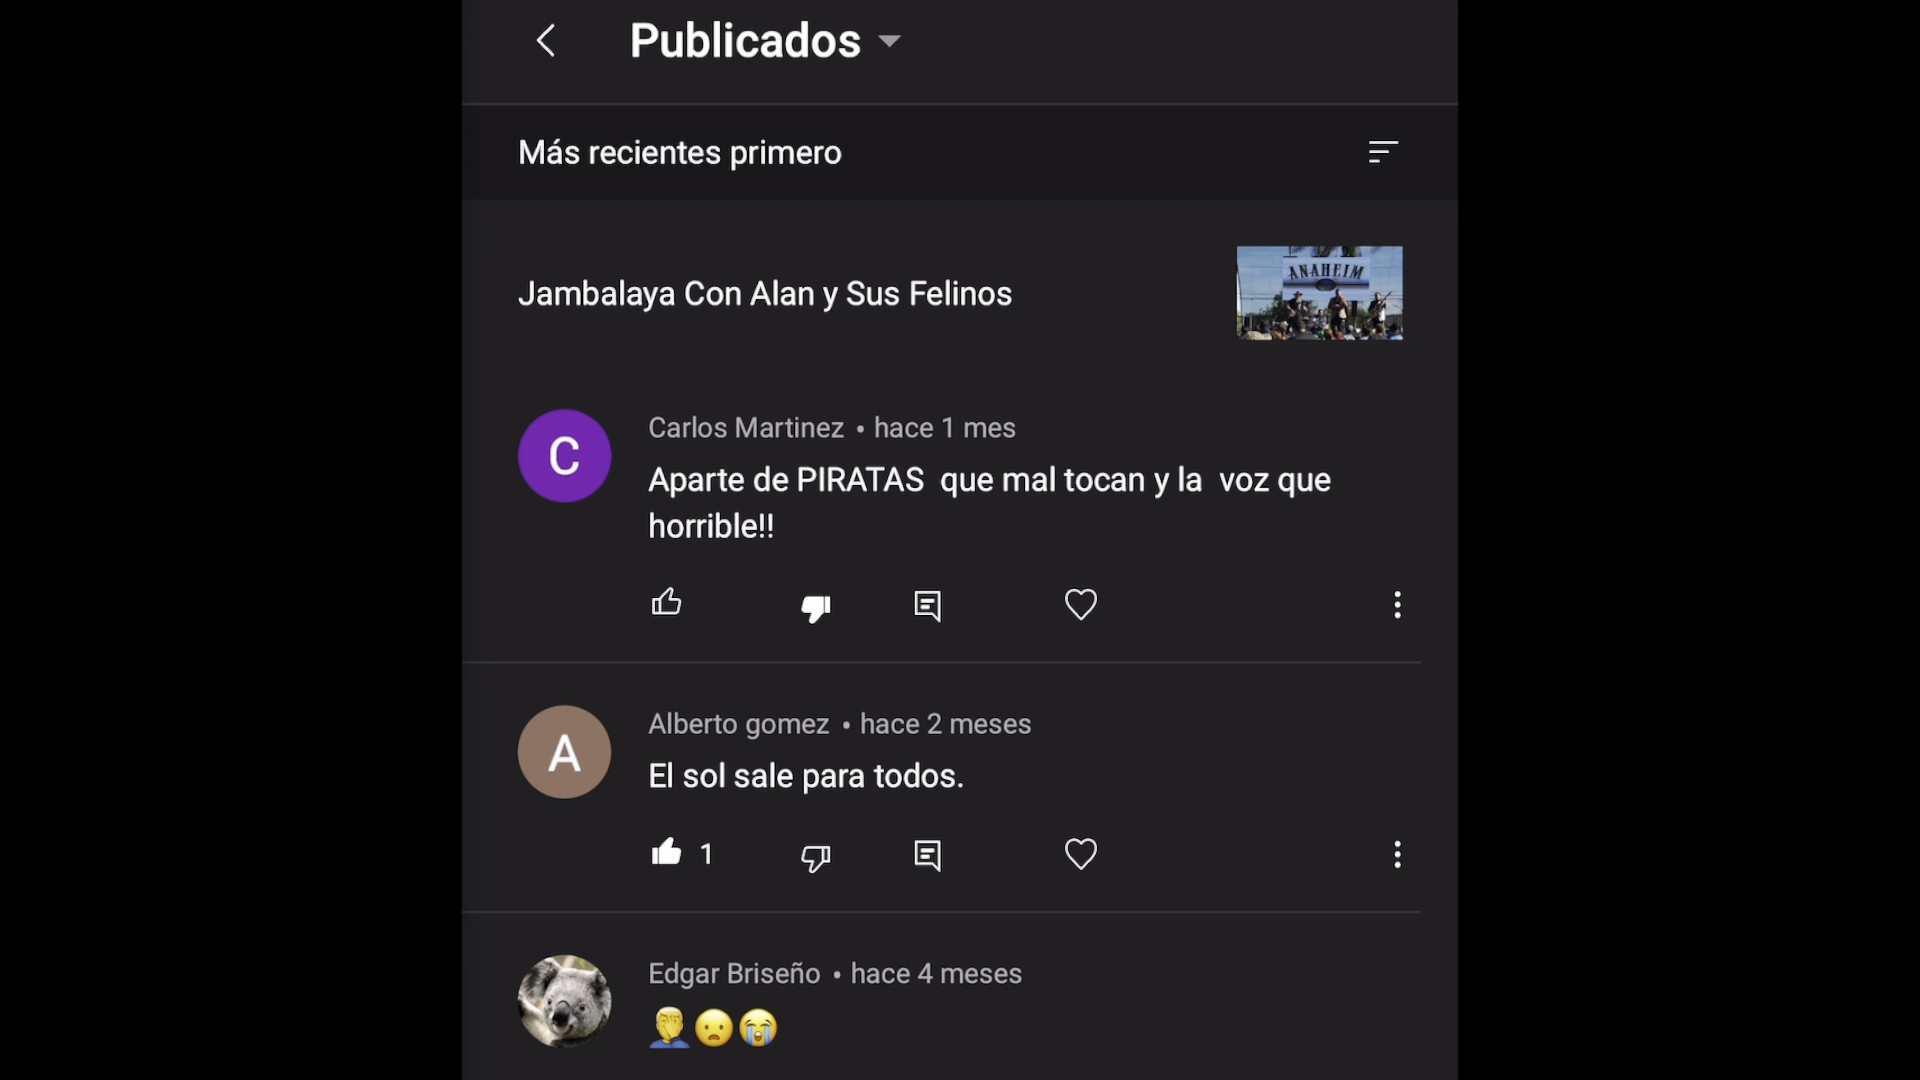 Publicados
Más recientes primero
Jambalaya Con Alan y Sus Felinos
ANAHEIM
C
Carlos Martinez • hace 1 mes
Aparte de PIRATAS  que mal tocan y la  voz que
horrible!!
A
Alberto gomez • hace 2 meses
El sol sale para todos.
1
Edgar Briseño • hace 4 meses
🤦‍♂️😦😭